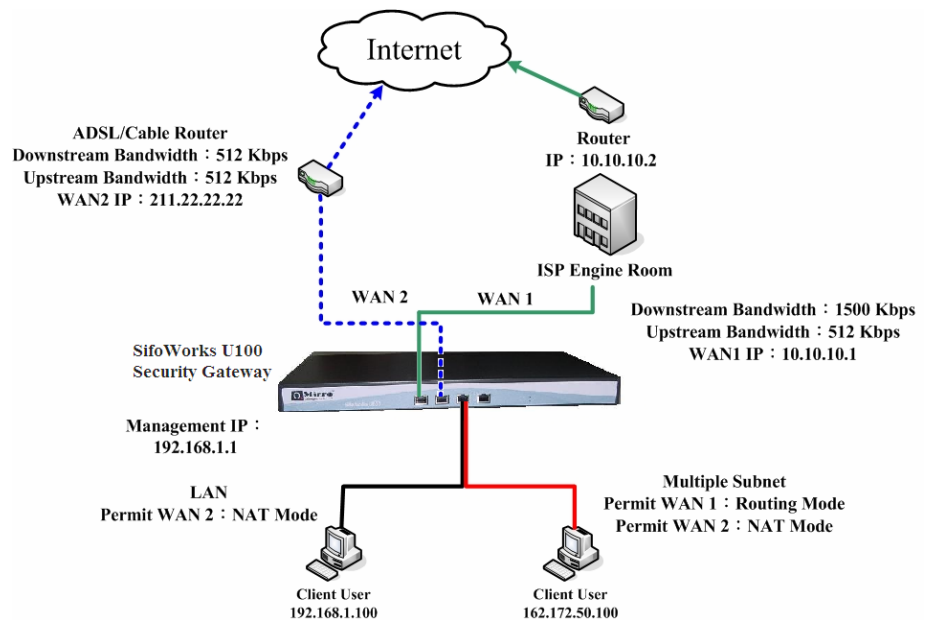 Internet
Router
IP：10.10.10.2
ADSL/Cable Router
Downstream Bandwidth：512 Kbps
Upstream Bandwidth：512 Kbps
WAN2 IP：211.22.22.22
ISP Engine Room
WAN 2
WAN 1
Downstream Bandwidth：1500 Kbps
Upstream Bandwidth：512 Kbps
WAN1 IP：10.10.10.1
SifoWorks U100
Security Gateway
Management IP：
192.168.1.1
LAN
Permit WAN 2：NAT Mode
Multiple Subnet
Permit WAN 1：Routing Mode
Permit WAN 2：NAT Mode
Client User
192.168.1.100
Client User
162.172.50.100